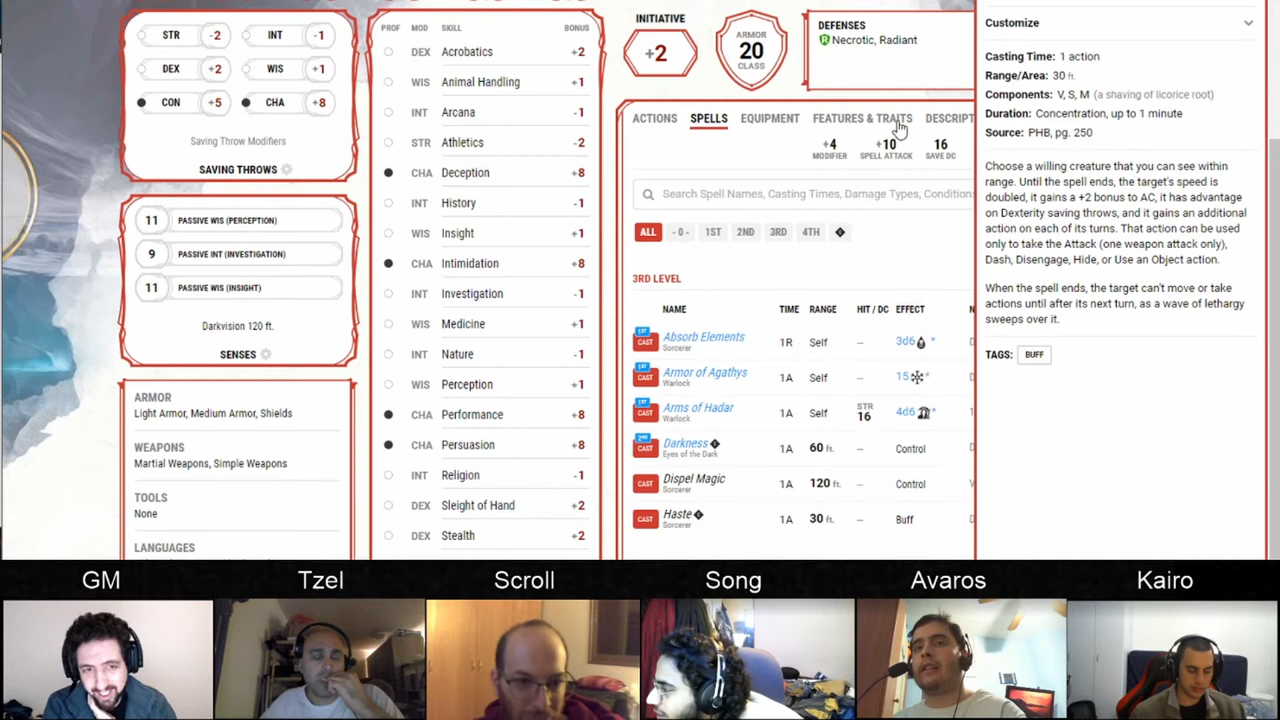 STR -2 INT -1
DEX +2 WIS +1
CON +5 CHA +8
Saving Throw Modifiers
SAVING THROWS
11 PASSIVE WIS (PERCEPTION)
9 PASSIVE INT (INVESTIGATION)
11 PASSIVE WIS (INSIGHT)
Darkvision 120 ft.
SENSES
ARMOR
Light Armor, Medium Armor, Shields
WEAPONS
Martial Weapons, Simple Weapons
TOOLS
None
LANGUAGES
PROF MOD SKILL BONUS
DEX Acrobatics +2
WIS Animal Handling +1
INT Arcana -1
STR Athletics -2
CHA Deception +8
INT History -1
WIS Insight +1
CHA Intimidation +8
INT Investigation -1
WIS Medicine +1
INT Nature -1
WIS Perception +1
CHA Performance +8
CHA Persuasion +8
INT Religion -1
DEX Sleight of Hand +2
DEX Stealth +2
INITIATIVE
+2
ARMOR
20
CLASS
DEFENSES
R Necrotic, Radiant
ACTIONS SPELLS EQUIPMENT FEATURES & TRAITS DESCRIPT
+4 +10 16
MODIFIER SPELL ATTACK SAVE DC
Search Spell Names, Casting Times, Damage Types, Condition
ALL - 0 - 1ST 2ND 3RD 4TH
3RD LEVEL
NAME TIME RANGE HIT / DC EFFECT
1ST CAST Absorb Elements 1R Self -- 3d6 *
Sorcerer
1ST CAST Armor of Agathys 1A Self -- 15 *
Warlock
1ST CAST Arms of Hadar 1A Self STR 16 4d6 *
Warlock
2ND CAST Darkness 1A 60 ft. -- Control
Eyes of the Dark
CAST Dispel Magic 1A 120 ft. -- Control
Sorcerer
CAST Haste 1A 30 ft. -- Buff
Sorcerer
Customize
Casting Time: 1 action
Range/Area: 30 ft.
Components: V, S, M (a shaving of licorice root)
Duration: Concentration, up to 1 minute
Source: PHB, pg. 250
Choose a willing creature that you can see within
range. Until the spell ends, the target's speed is
doubled, it gains a +2 bonus to AC, it has advantage
on Dexterity saving throws, and it gains an additional
action on each of its turns. That action can be used
only to take the Attack (one weapon attack only),
Dash, Disengage, Hide, or Use an Object action.
When the spell ends, the target can't move or take
actions until after its next turn, as a wave of lethargy
sweeps over it.
TAGS: BUFF
GM Tzel Scroll Song Avaros Kairo